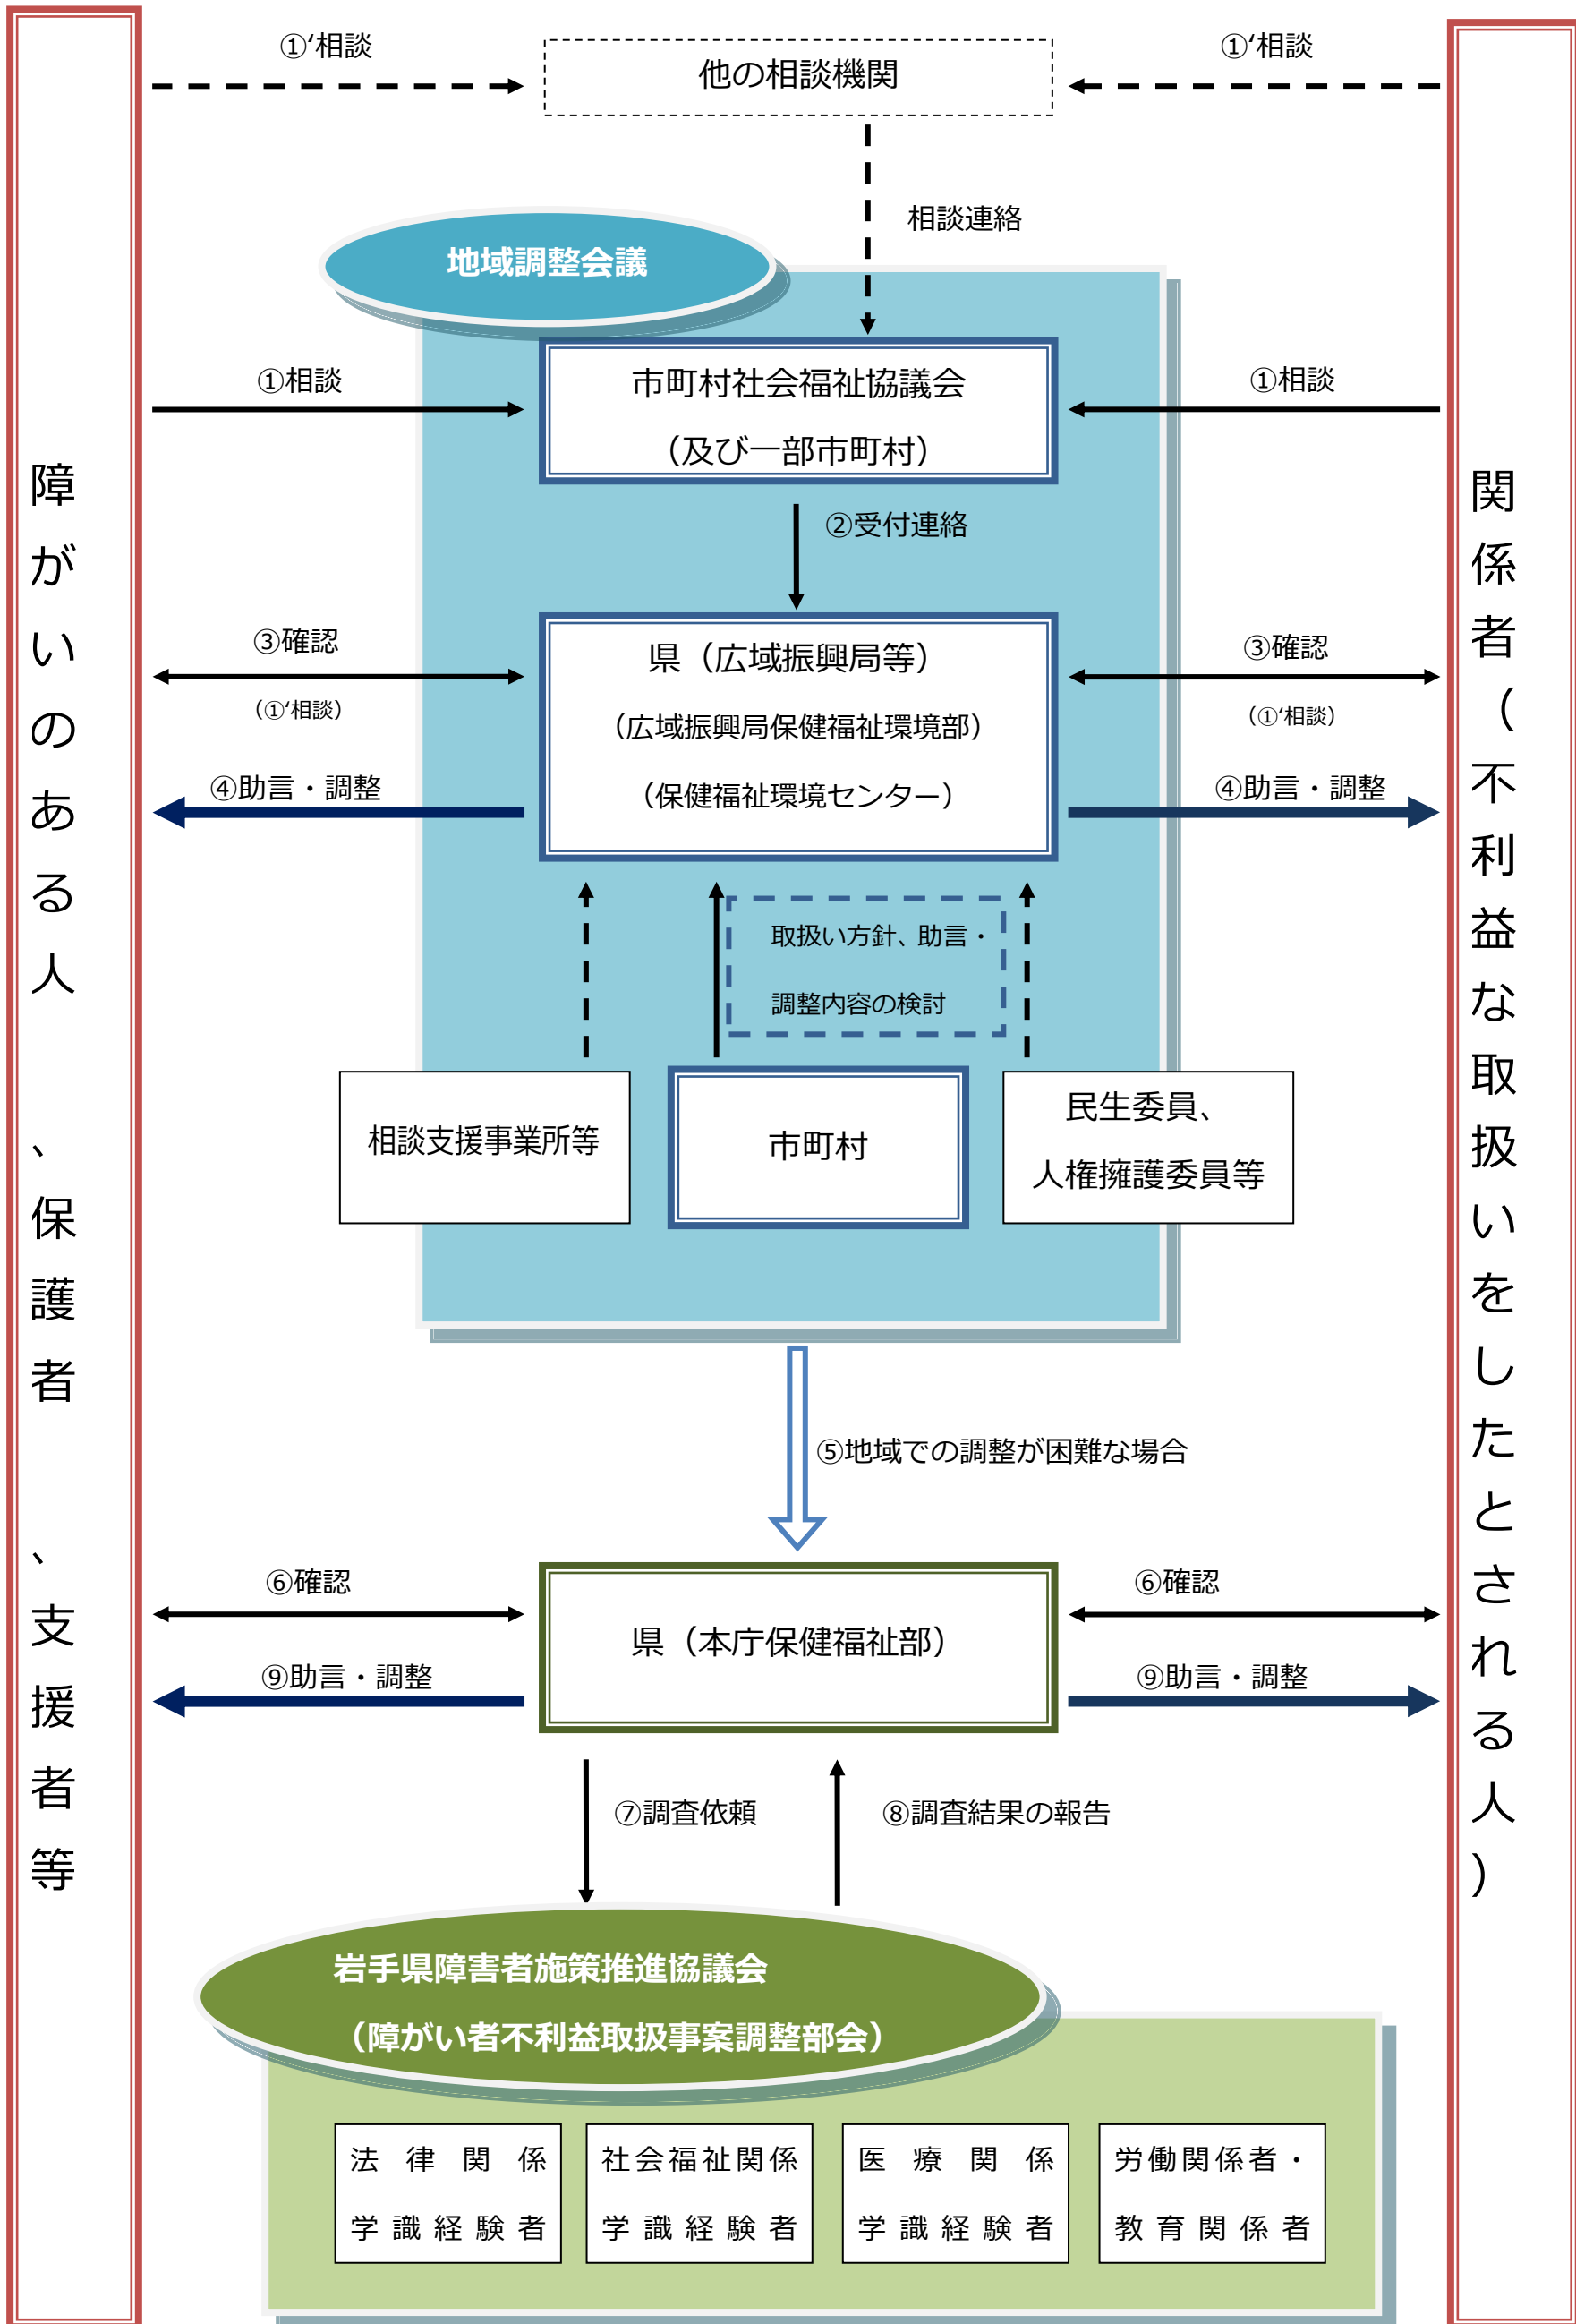 ①‘相談
他の相談機関
①‘相談
相談連絡
地域調整会議
①相談
市町村社会福祉協議会
（及び一部市町村）
①相談
②受付連絡
障がいのある人、保護者、支援者等
関係者（不利益な取扱いをしたとされる人）
③確認
（①‘相談）
④助言・調整
県（広域振興局等）
（広域振興局保健福祉環境部）
（保健福祉環境センター）
③確認
（①‘相談）
④助言・調整
取扱い方針、助言・
調整内容の検討
相談支援事業所等
市町村
民生委員、
人権擁護委員等
⑤地域での調整が困難な場合
⑥確認
⑨助言・調整
県（本庁保健福祉部）
⑥確認
⑨助言・調整
⑦調査依頼
⑧調査結果の報告
岩手県障害者施策推進協議会
（障がい者不利益取扱事案調整部会）
法律関係
学識経験者
社会福祉関係
学識経験者
医療関係
学識経験者
労働関係者・
教育関係者